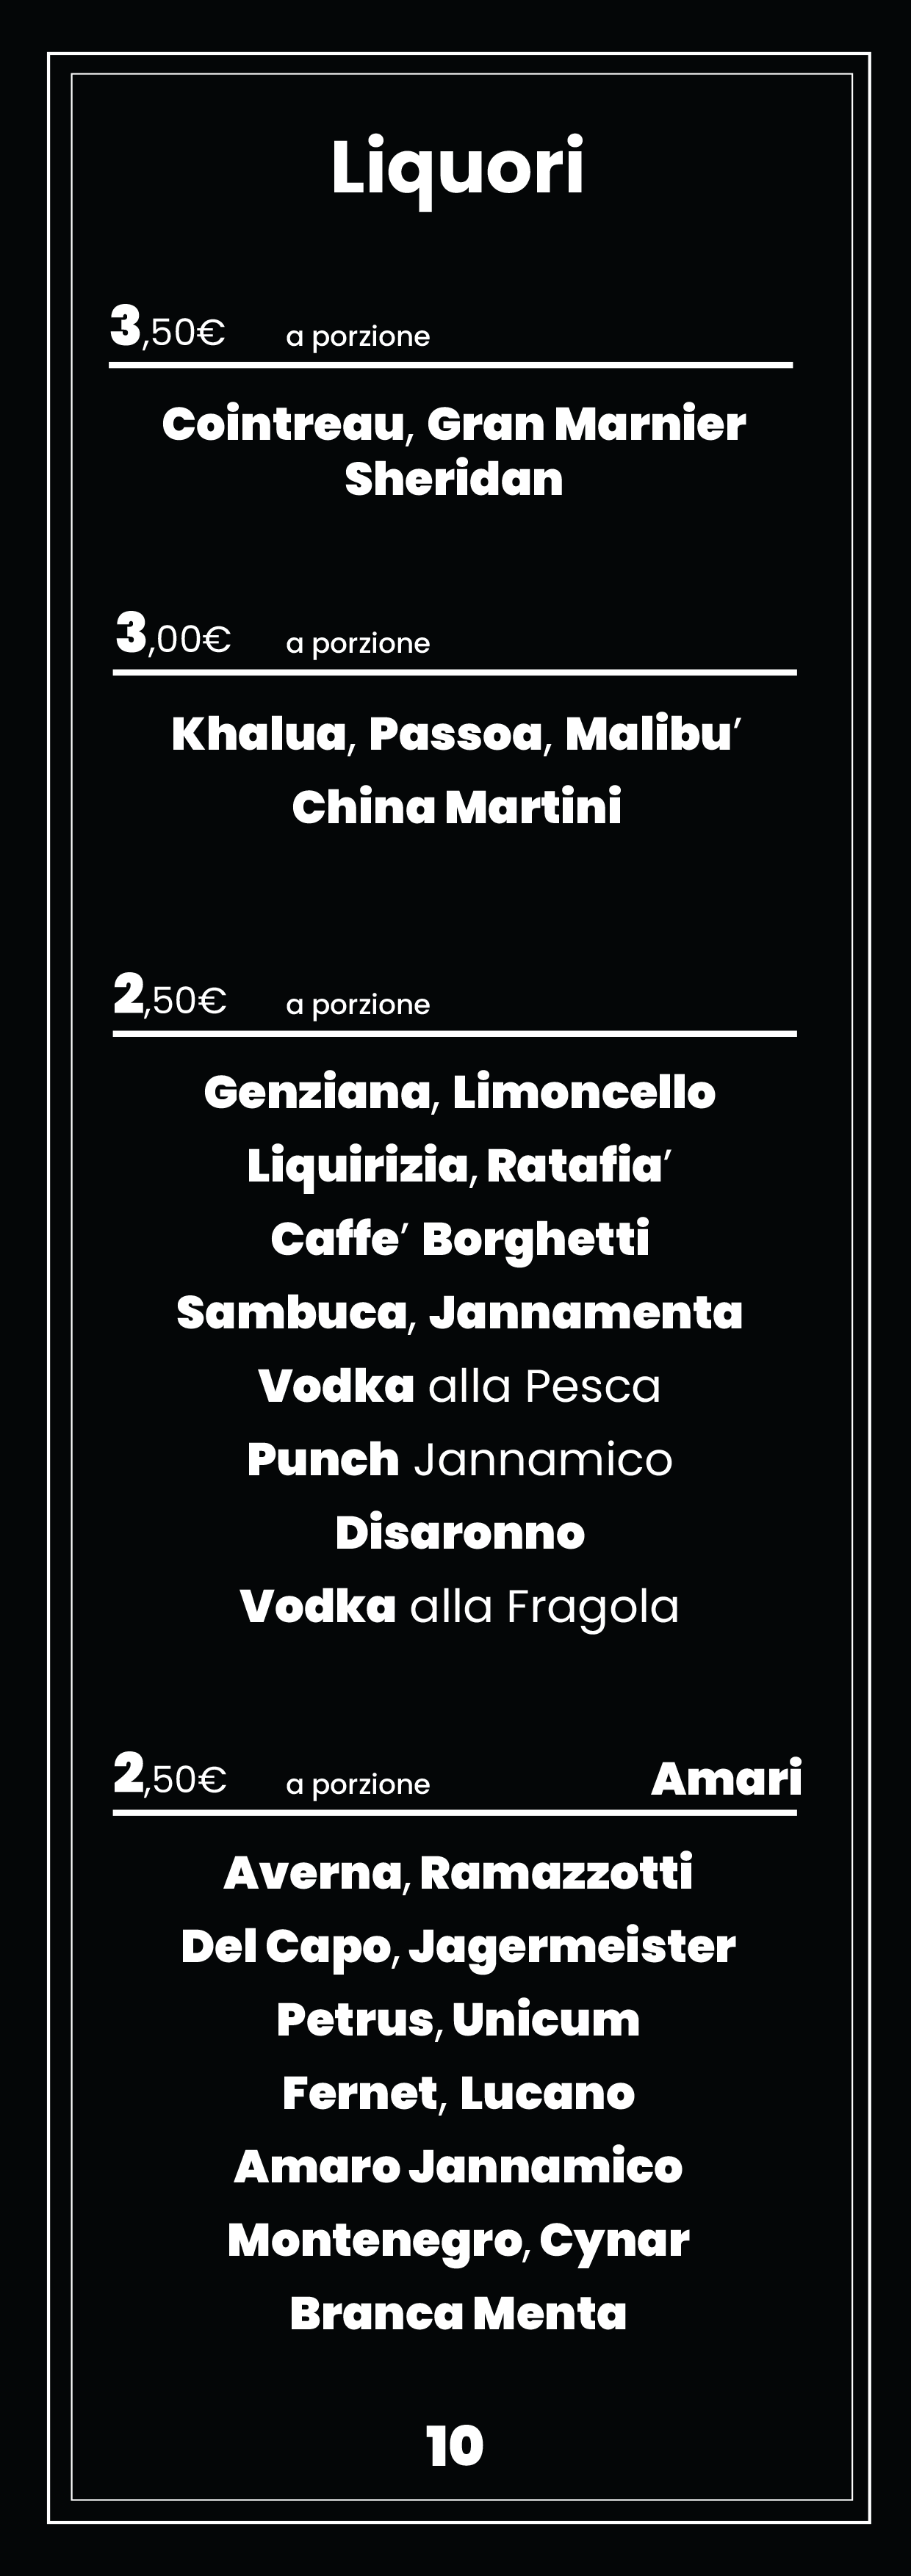 Liquori
3,50€ a porzione
Cointreau, Gran Marnier
Sheridan
3,00€ a porzione
Khalua, Passoa, Malibu’
China Martini
2,50€ a porzione
Genziana, Limoncello
Liquirizia, Ratafia’
Caffe’ Borghetti
Sambuca, Jannamenta
Vodka alla Pesca
Punch Jannamico
Disaronno
Vodka alla Fragola
2,50€ a porzione Amari
Averna, Ramazzotti
Del Capo, Jagermeister
Petrus, Unicum
Fernet, Lucano
Amaro Jannamico
Montenegro, Cynar
Branca Menta
10